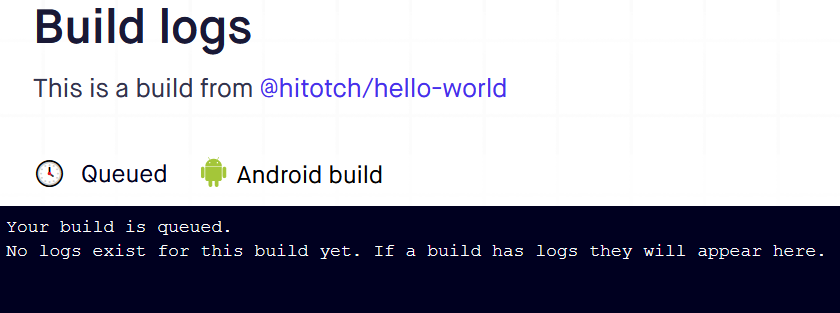 Build logs
This is a build from @hitotch/hello-world
Queued Android build
Your build is queued.
No logs exist for this build yet. If a build has logs they will appear here.